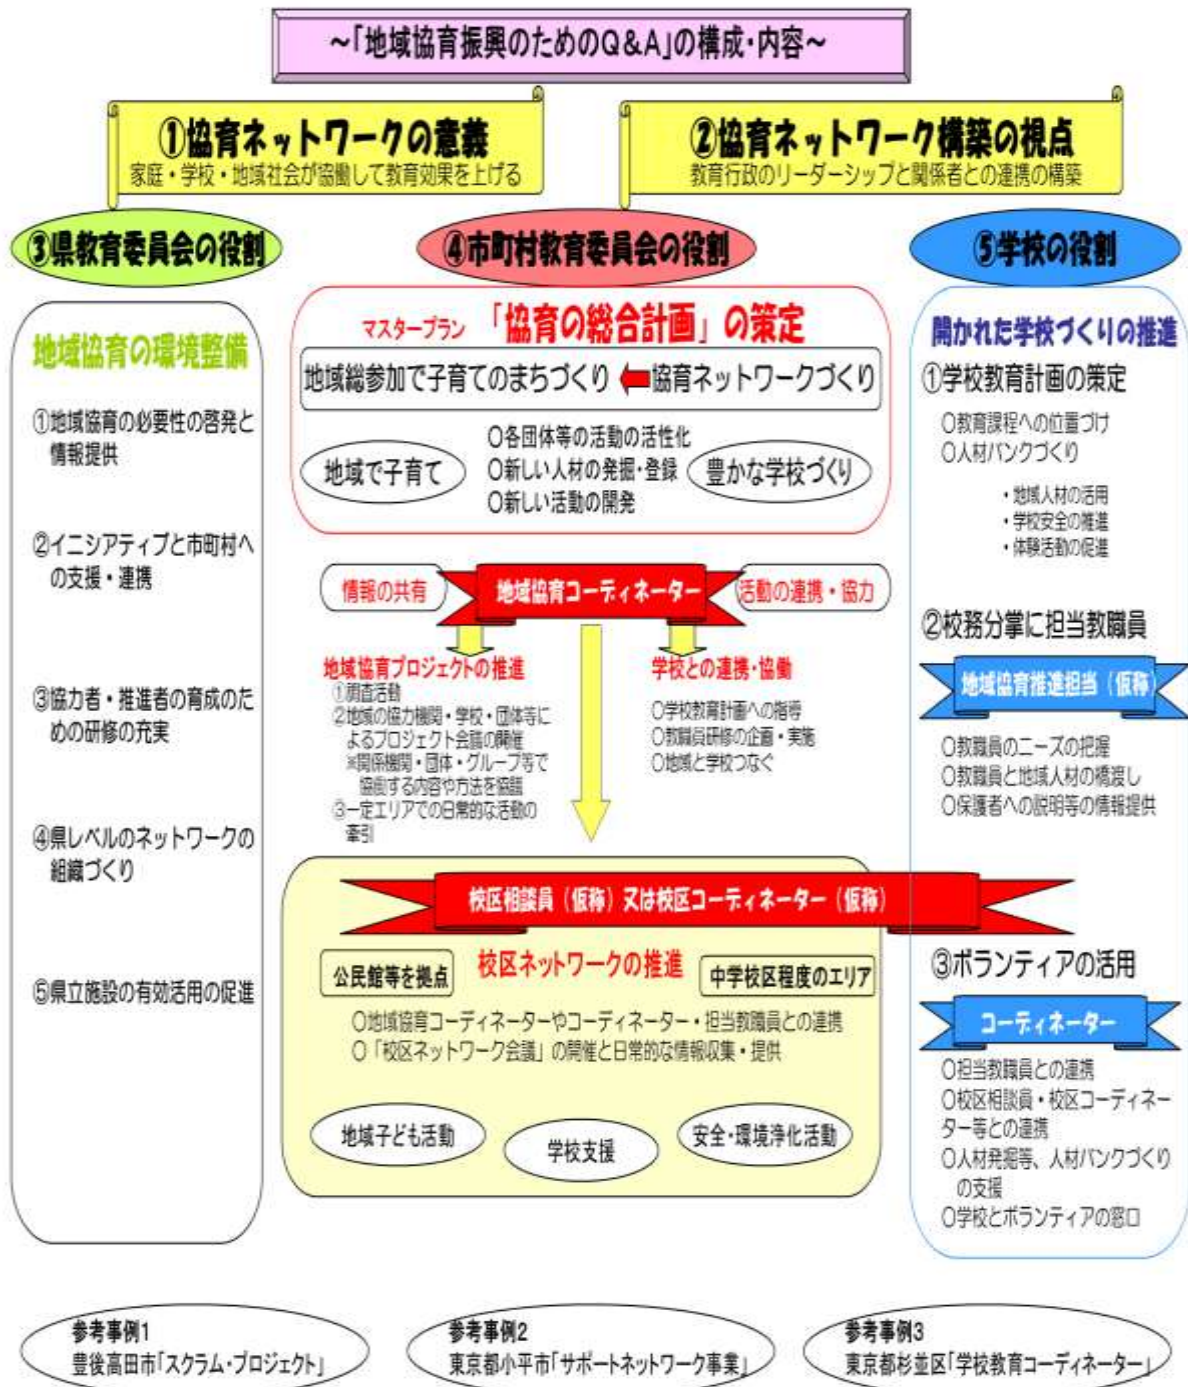 ～「地域協育振興のためのQ＆A」の構成・内容～
①協育ネットワークの意義
家庭・学校・地域社会が協働して教育効果を上げる
②協育ネットワーク構築の視点
教育行政のリーダーシップと関係者との連携の構築
③県教育委員会の役割
地域協育の環境整備
①地域協育の必要性の啓発と
情報提供
②イニシアティブと市町村へ
の支援・連携
③協力者・推進者の育成のた
めの研修の充実
④県レベルのネットワークの
組織づくり
⑤県立施設の有効活用の促進
④市町村教育委員会の役割
マスタープラン 「協育の総合計画」の策定
地域総参加で子育てのまちづくり
協育ネットワークづくり
地域で子育て
○各団体等の活動の活性化
○新しい人材の発掘・登録
○新しい活動の開発
豊かな学校づくり
情報の共有
地域協育コーディネーター
活動の連携・協力
地域協育プロジェクトの推進
①調査活動
②地域の協力機関・学校・団体等に
よるプロジェクト会議の開催
※関係機関・団体・グループ等で
協働する内容や方法を協議
③一定エリアでの日常的な活動の
牽引
学校との連携・協働
○学校教育計画への指導
○教職員研修の企画・実施
○地域と学校つなぐ
校区相談員（仮称）又は校区コーディネーター（仮称）
公民館等を拠点
校区ネットワークの推進
中学校区程度のエリア
○地域協育コーディネーターやコーディネーター・担当教職員との連携
○「校区ネットワーク会議」の開催と日常的な情報収集・提供
地域子ども活動
学校支援
安全・環境浄化活動
⑤学校の役割
開かれた学校づくりの推進
①学校教育計画の策定
○教育課程への位置づけ
○人材バンクづくり
・地域人材の活用
・学校安全の推進
・体験活動の促進
②校務分掌に担当教職員
地域協育推進担当（仮称）
○教職員のニーズの把握
○教職員と地域人材の橋渡し
○保護者への説明等の情報提供
③ボランティアの活用
コーディネーター
○担当教職員との連携
○校区相談員・校区コーディネー
ター等との連携
○人材発掘等、人材バンクづくり
の支援
○学校とボランティアの窓口
参考事例1
豊後高田市「スクラム・プロジェクト」
参考事例2
東京都小平市「サポートネットワーク事業」
参考事例3
東京都杉並区「学校教育コーディネーター」